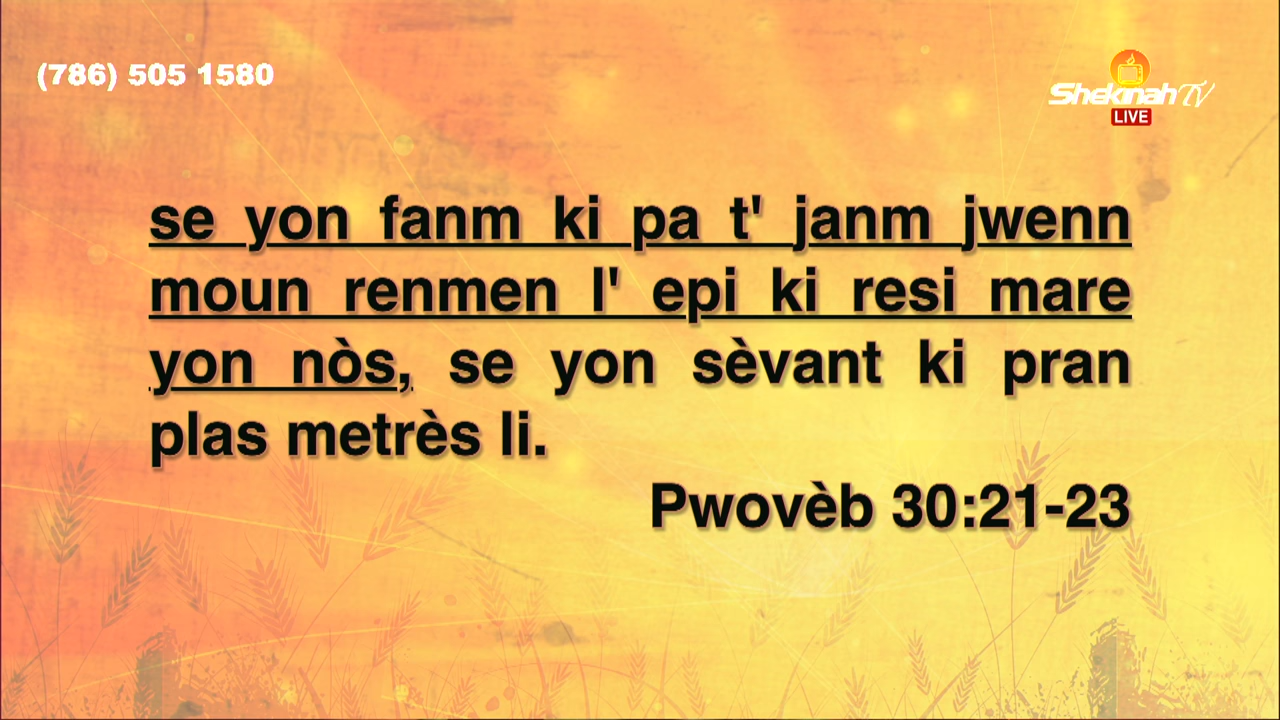 (786) 505 1580
Shekinah TV
LIVE
se yon fanm ki pa t' janm jwenn
moun renmen l' epi ki resi mare
yon nòs, se yon sèvant ki pran
plas metrès li.
Pwovèb 30:21-23